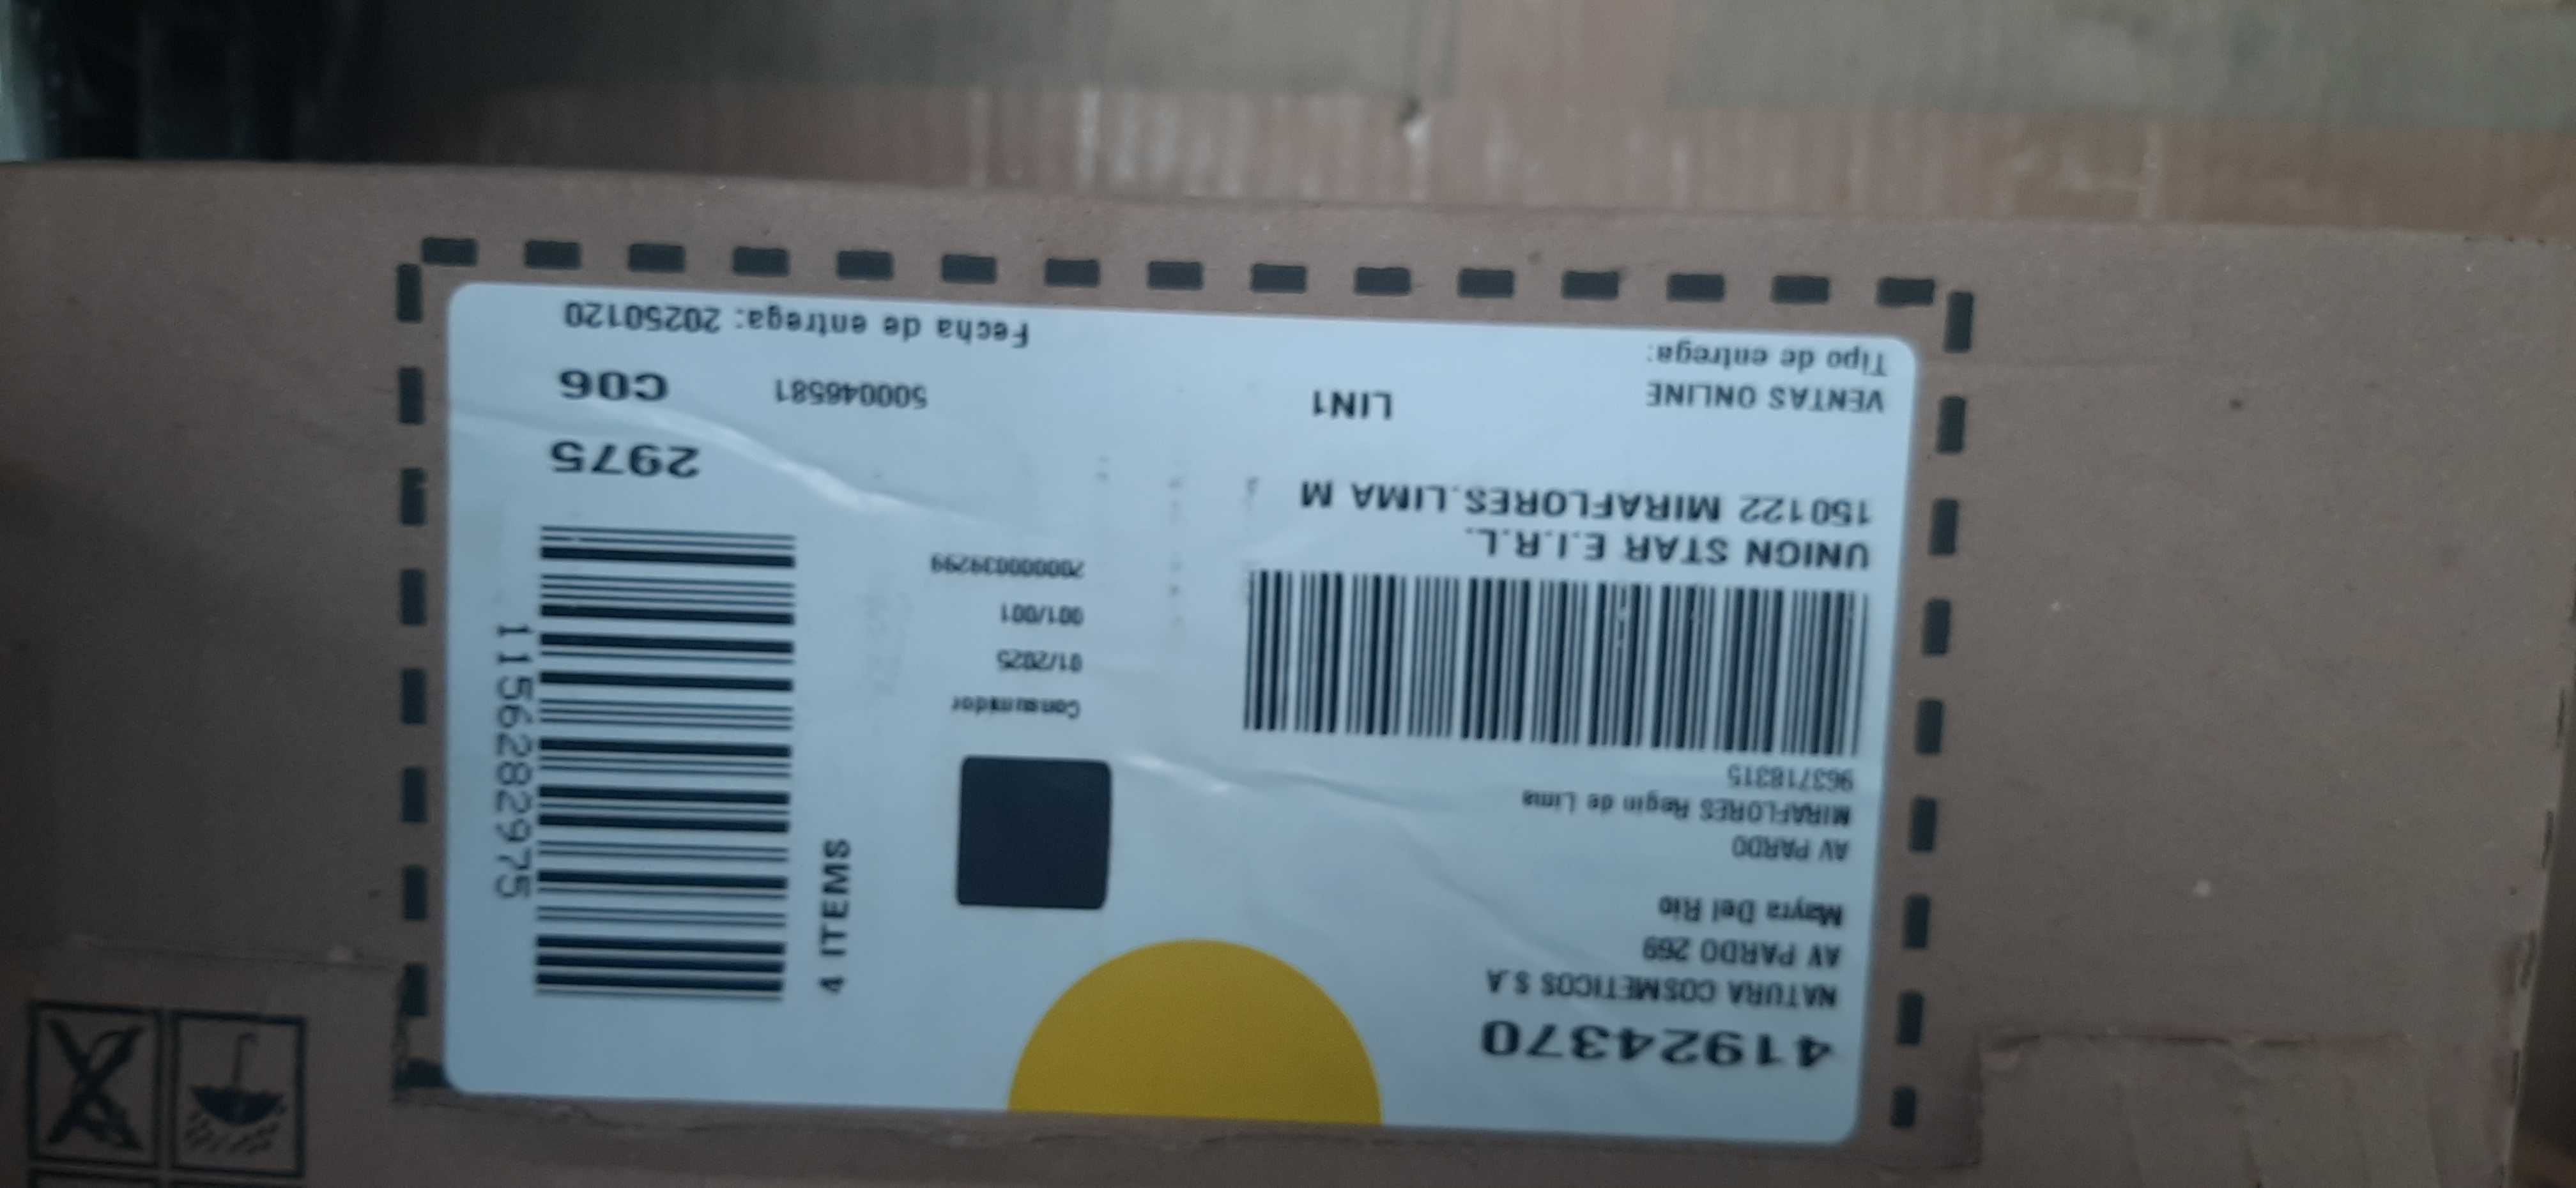 41924370
NATURA COSMETICOS S.A
AV PARDO 269
Mayra Del Rio
AV PARDO
MIRAFLORES Regin de Lima
963718315
UNION STAR E.I.R.L.
150122 MIRAFLORES.LIMA M
VENTAS ONLINE
LIN1
Tipo de entrega:
4 ITEMS
Consumidor
01/2025
001/001
700000039299
1156282975
2975
500046581
C06
Fecha de entrega: 20250120